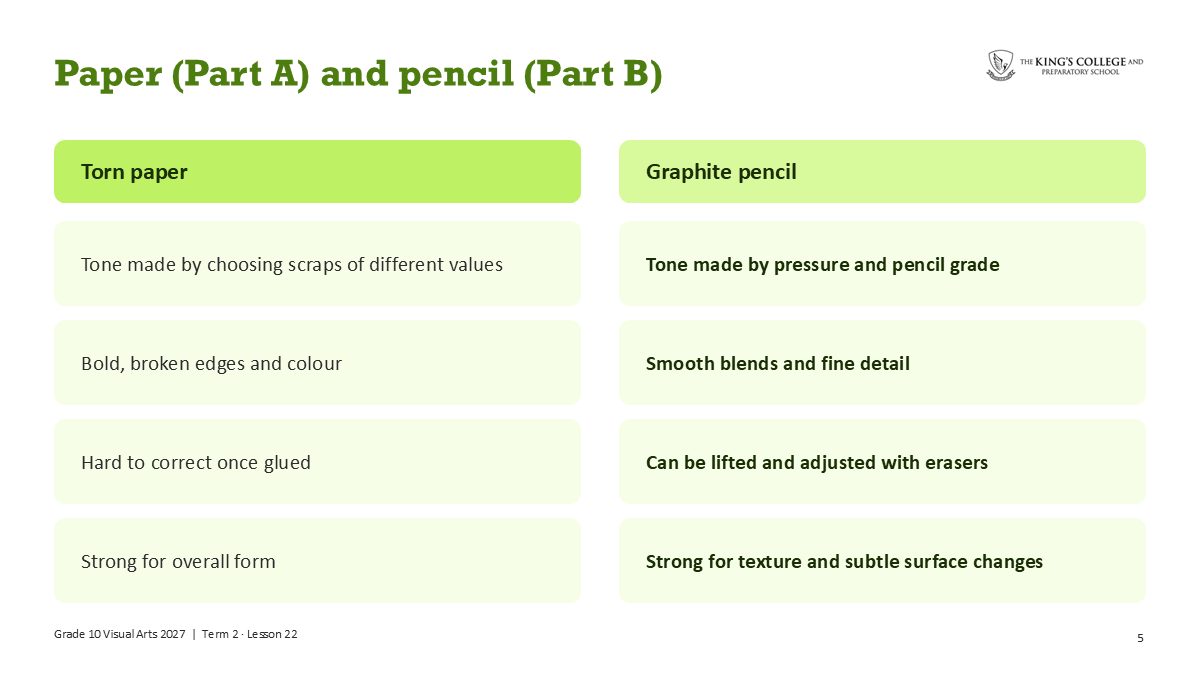 Paper (Part A) and pencil (Part B)
THE KING'S COLLEGE AND
PREPARATORY SCHOOL
Torn paper
Graphite pencil
Tone made by choosing scraps of different values
Tone made by pressure and pencil grade
Bold, broken edges and colour
Smooth blends and fine detail
Hard to correct once glued
Can be lifted and adjusted with erasers
Strong for overall form
Strong for texture and subtle surface changes
Grade 10 Visual Arts 2027 | Term 2 · Lesson 22
5